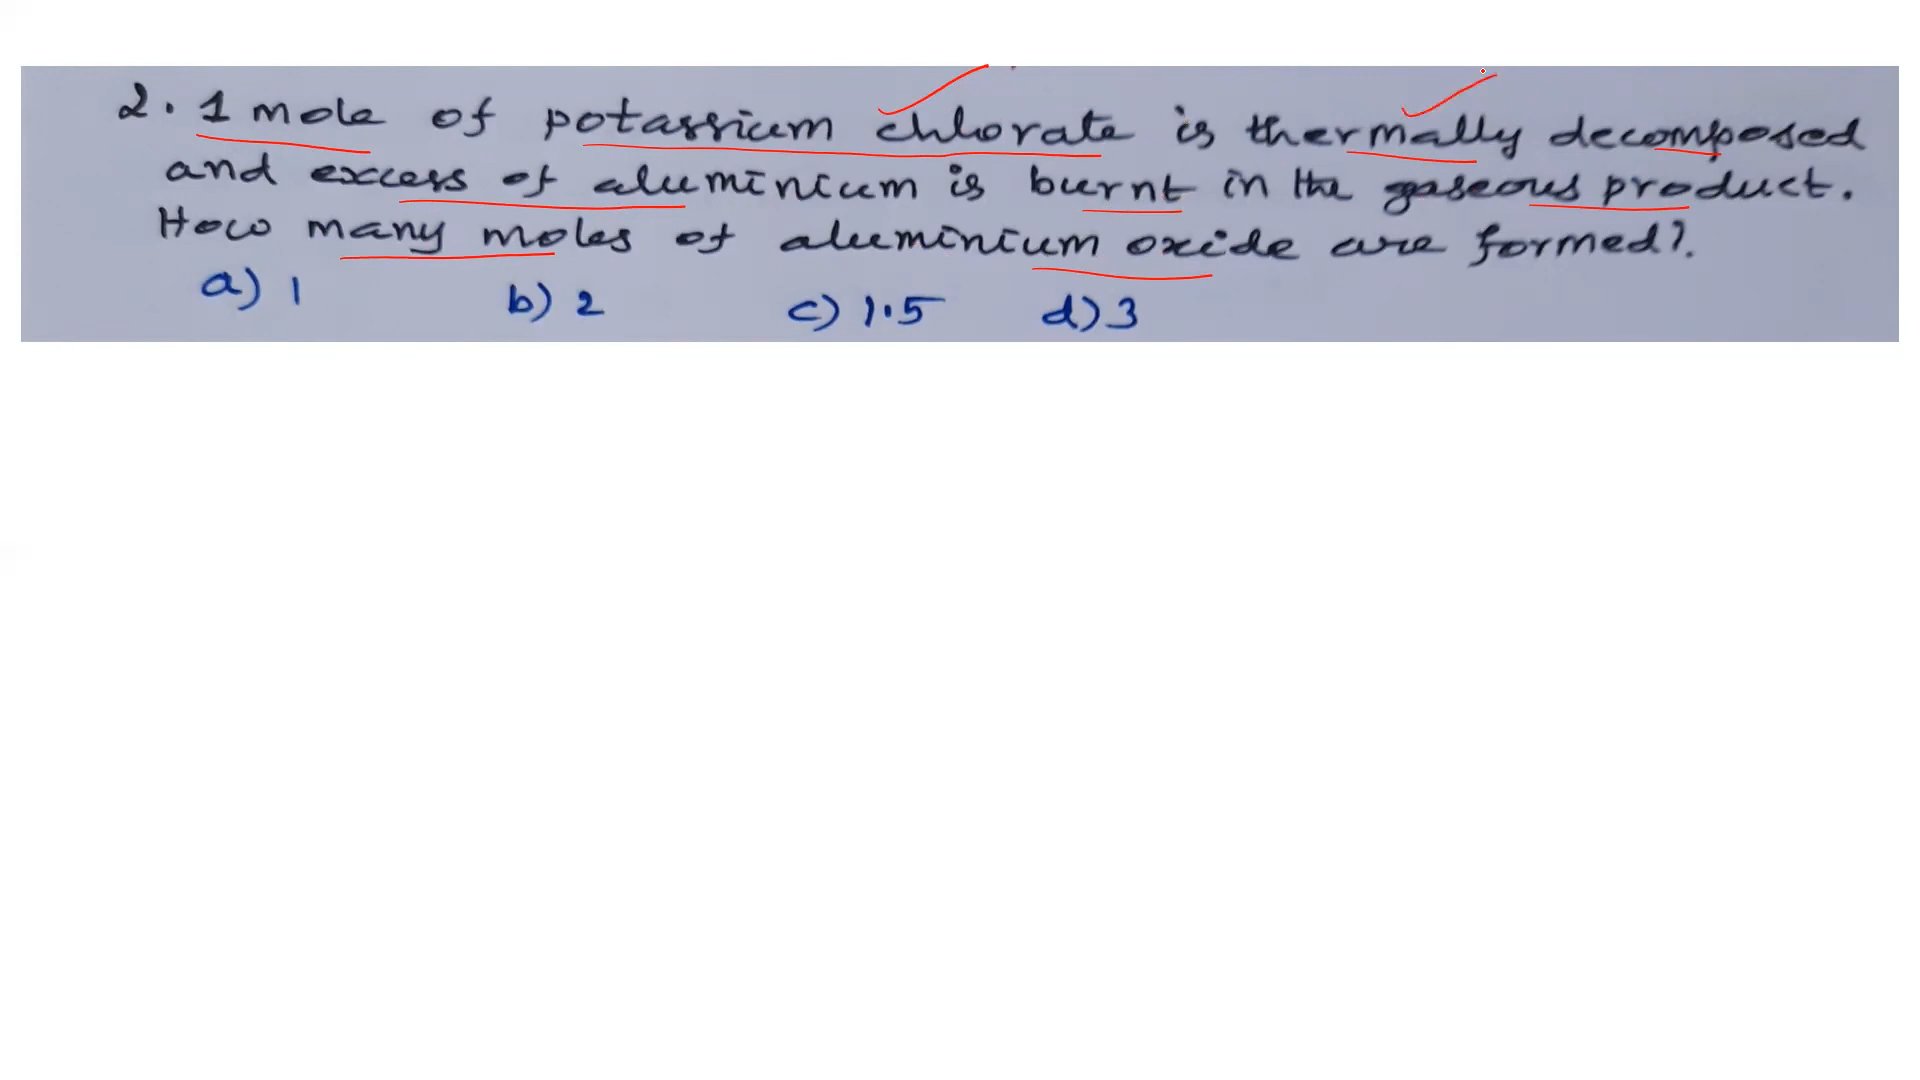 2. 1 mole of potassium chlorate is thermally decomposed
and excess of aluminium is burnt in the gaseous product.
How many moles of aluminium oxide are formed?.
a) 1 b) 2 c) 1.5 d) 3